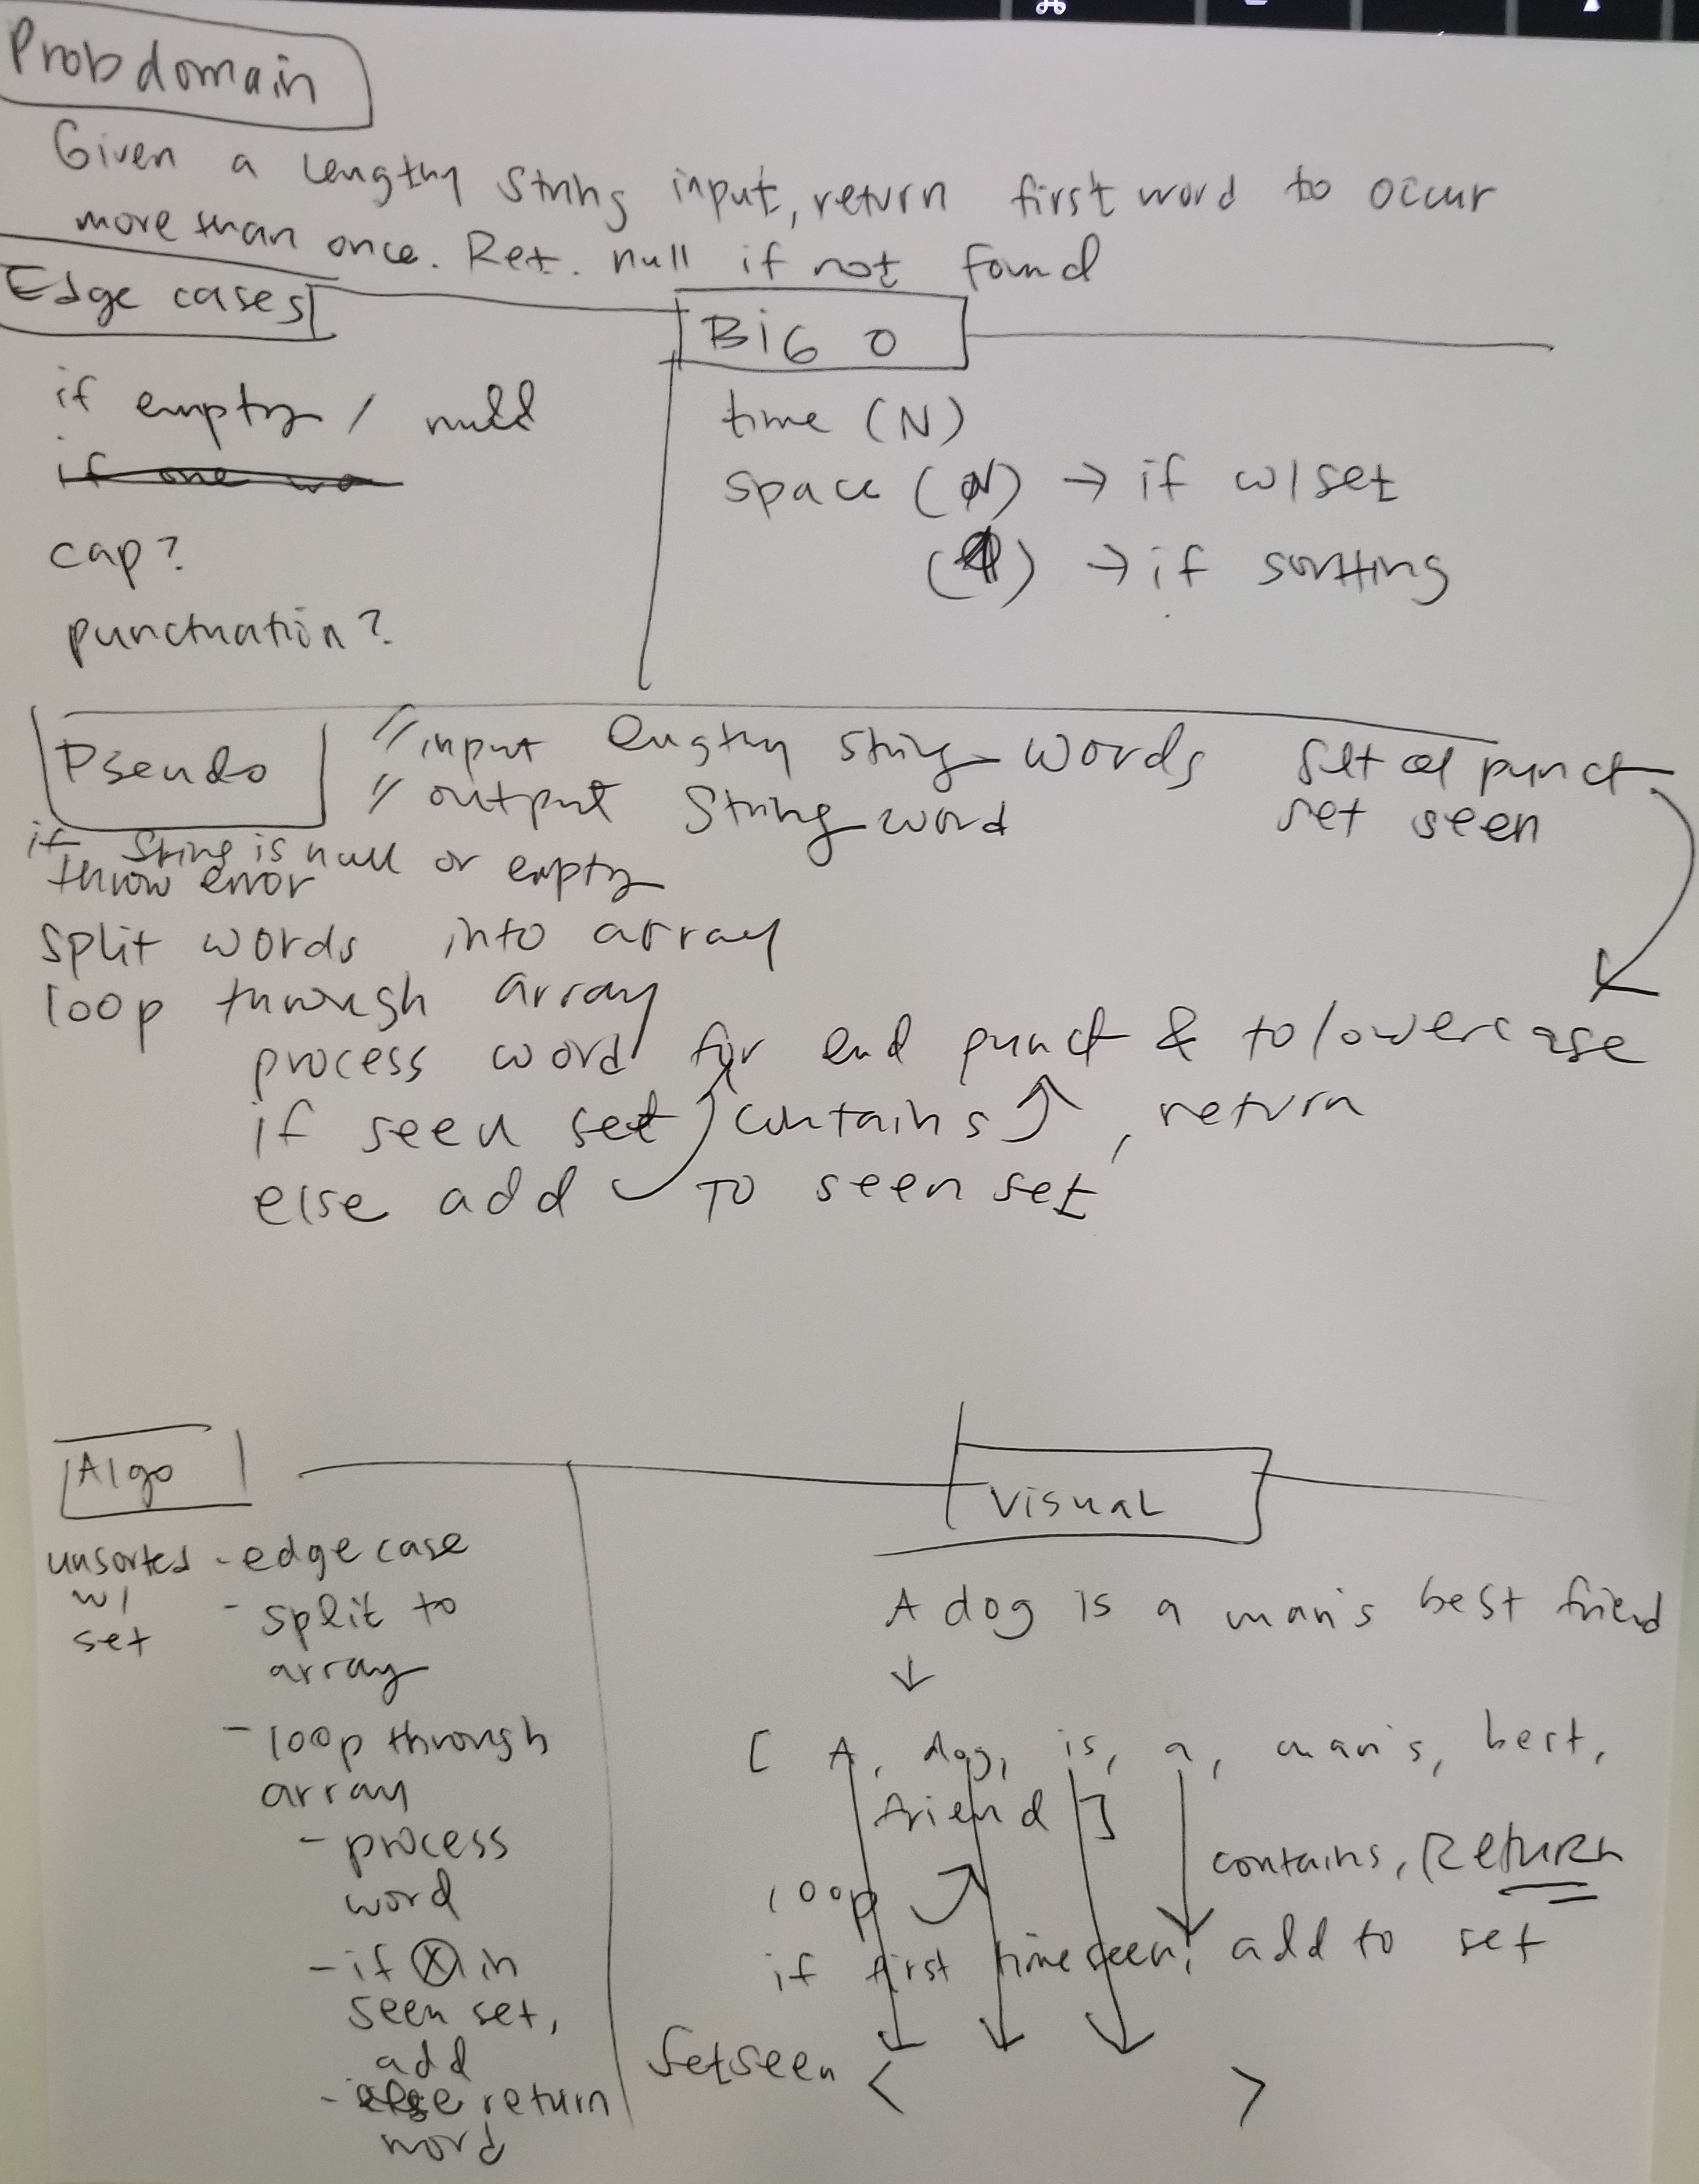 Prob domain
Given a lengthy string input, return first word to occur
more than once. Ret. null if not found
Edge cases
if empty / null
if one wo
cap?
punctuation?
BiG O
time (N)
space (N) → if w/set
( ) → if sorting
Pseudo
// input lengthy string words
// output String word
set of punct
set seen
if string is null or empty
throw error
split words into array
loop through array
process word for end punct & to lowercase
if seen set contains , return
else add to seen set
Algo
unsorted
w/
set
- edge case
- split to
array
- loop through
array
- process
word
- if in
seen set,
add
- else return
word
Visual
A dog is a man's best friend
↓
[ A, dog, is, a, man's, best,
friend ]
contains, Return
loop
if first time seen, add to set
Set seen < >